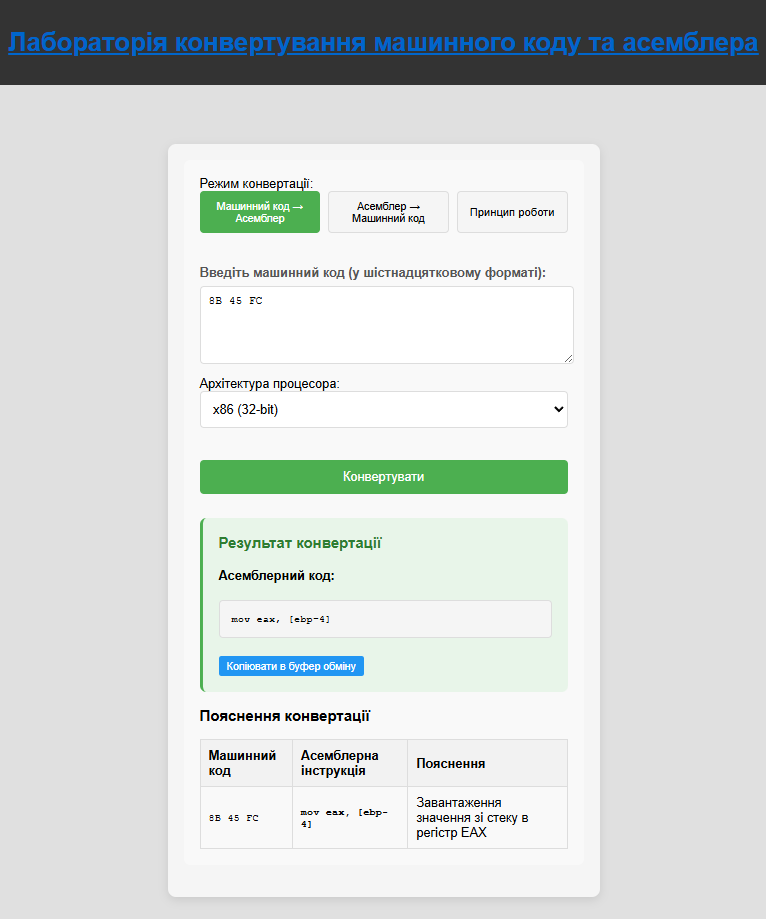 Лабораторія конвертування машинного коду та асемблера
Режим конвертації:
Машинний код →
Асемблер
Асемблер →
Машинний код
Принцип роботи
Введіть машинний код (у шістнадцятковому форматі):
8B 45 FC
Архітектура процесора:
x86 (32-bit)
Конвертувати
Результат конвертації
Асемблерний код:
mov eax, [ebp-4]
Копіювати в буфер обміну
Пояснення конвертації
Машинний
код
Асемблерна
інструкція
Пояснення
8B 45 FC
mov eax, [ebp-
4]
Завантаження
значення зі стеку в
регістр EAX